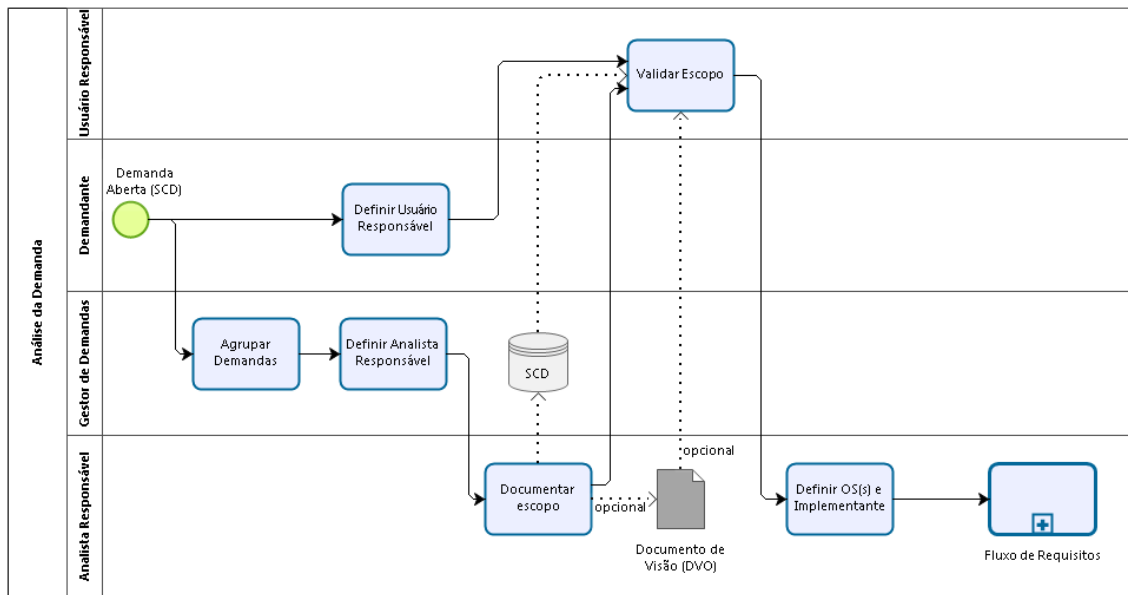 Análise da Demanda
Usuário Responsável
Validar Escopo
Demandante
Demanda
Aberta (SCD)
Definir Usuário
Responsável
Gestor de Demandas
Agrupar
Demandas
Definir Analista
Responsável
SCD
Analista Responsável
Documentar
escopo
opcional
opcional
Documento de
Visão (DVO)
Definir OS(s) e
Implementante
Fluxo de Requisitos